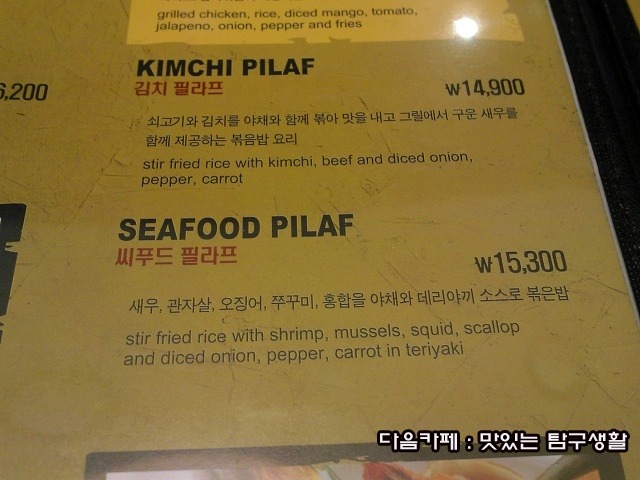 grilled chicken, rice, diced mango, tomato,
jalapeno, onion, pepper and fries
6,200
KIMCHI PILAF
김치 필라프
₩14,900
쇠고기와 김치를 야채와 함께 볶아 맛을 내고 그릴에서 구운 새우를
함께 제공하는 볶음밥 요리
stir fried rice with kimchi, beef and diced onion,
pepper, carrot
SEAFOOD PILAF
씨푸드 필라프
₩15,300
새우, 관자살, 오징어, 쭈꾸미, 홍합을 야채와 데리야끼 소스로 볶은밥
stir fried rice with shrimp, mussels, squid, scallop
and diced onion, pepper, carrot in teriyaki
다음카페 : 맛있는 탐구생활